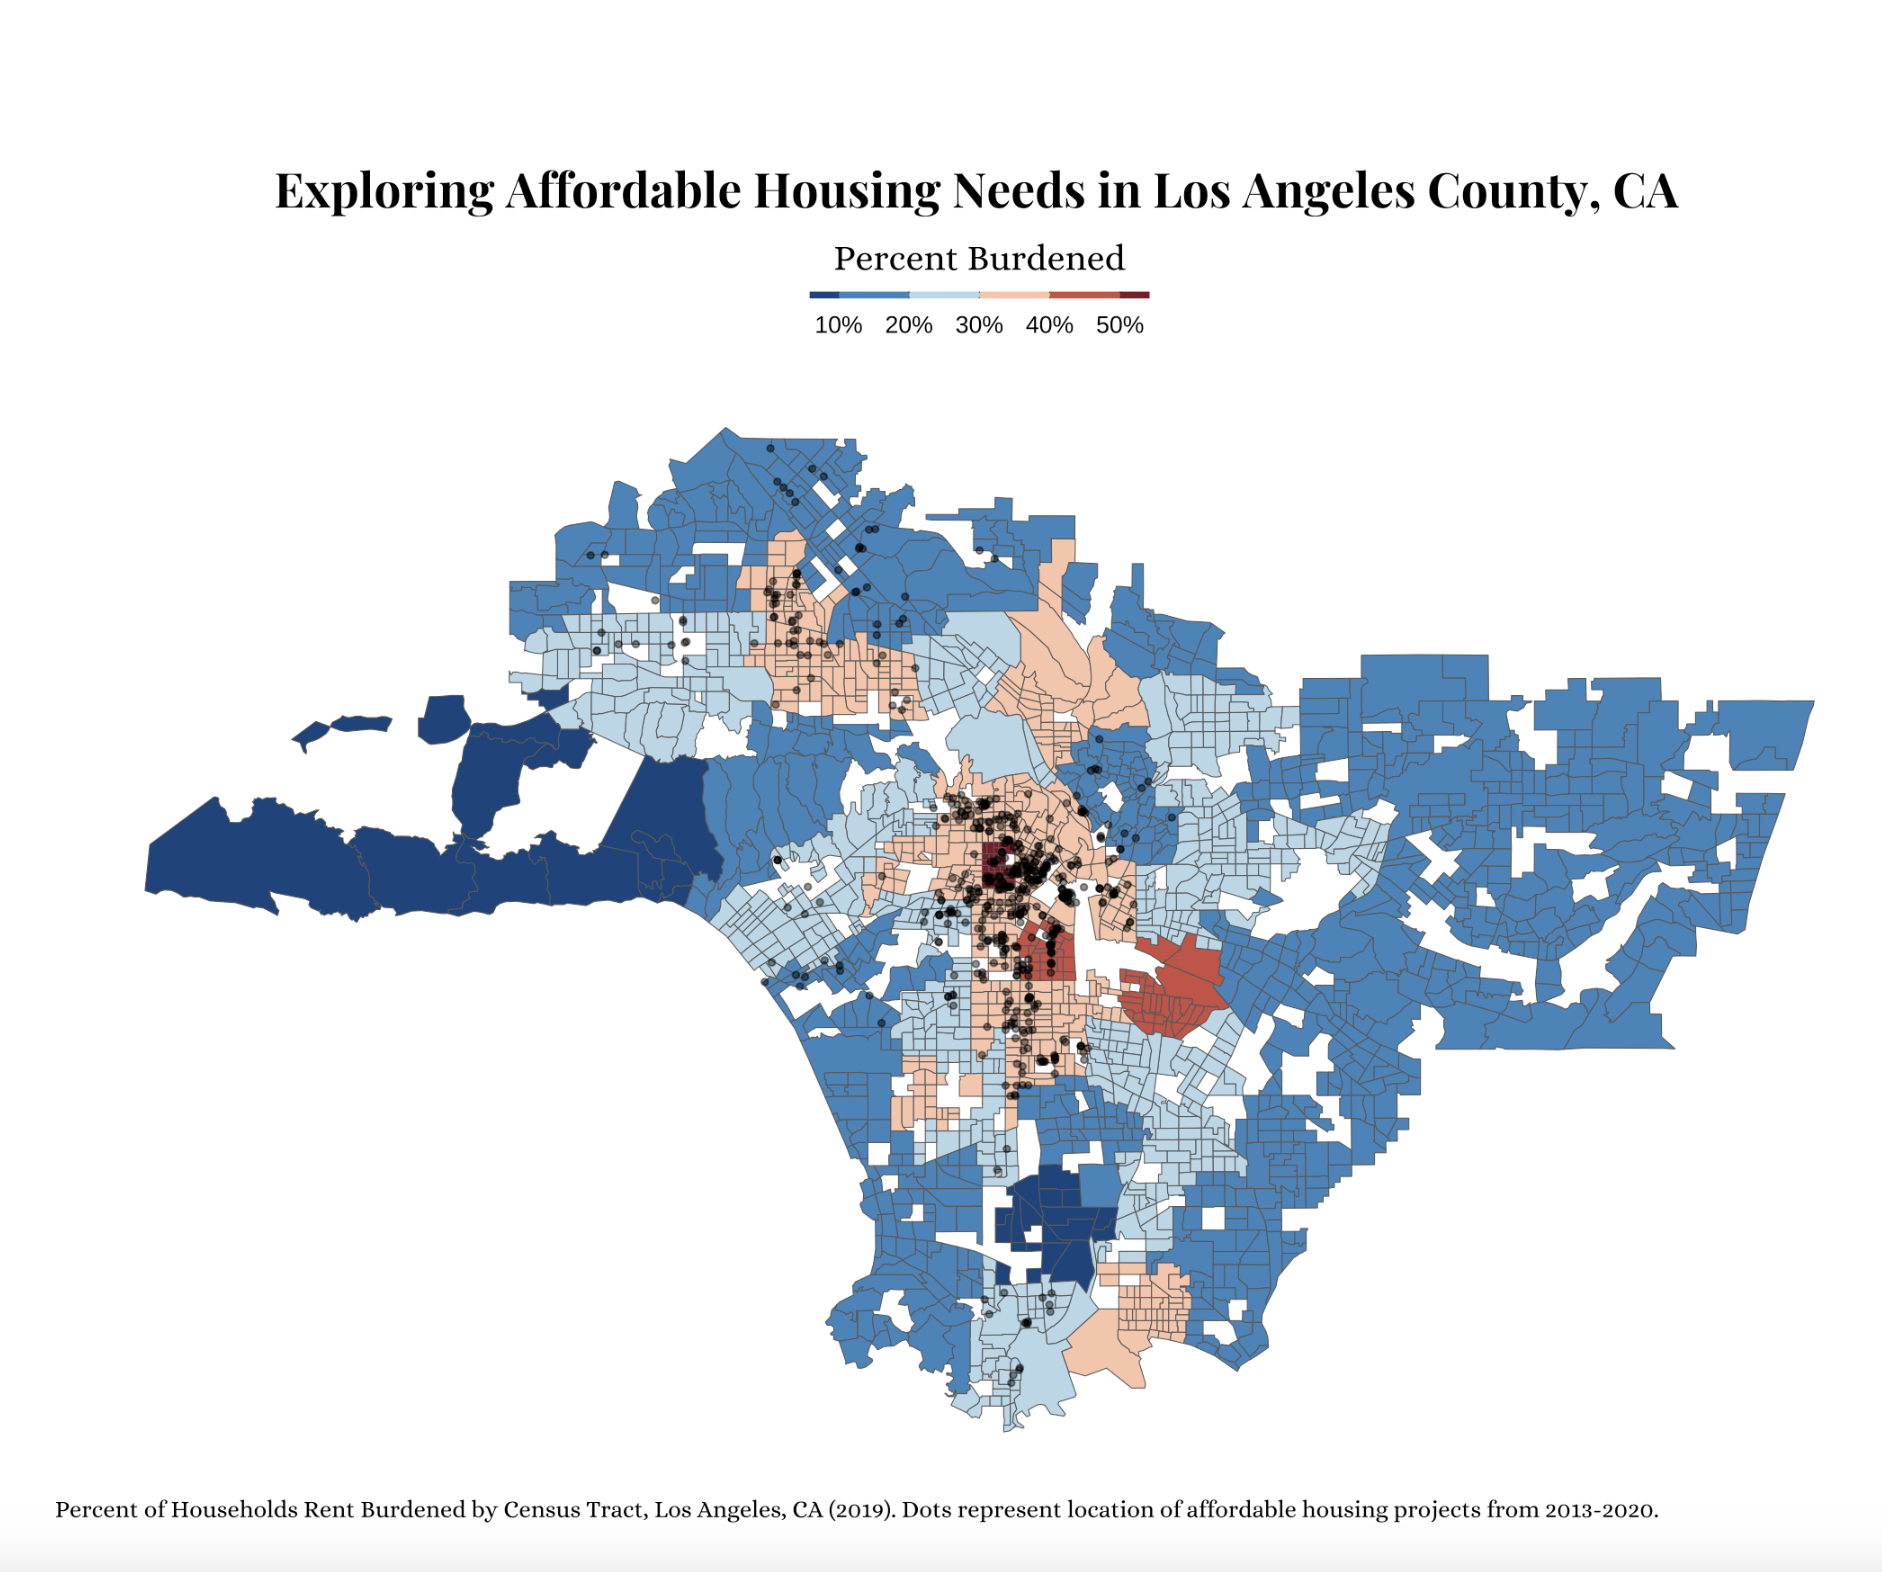 Exploring Affordable Housing Needs in Los Angeles County, CA
Percent Burdened
10% 20% 30% 40% 50%
Percent of Households Rent Burdened by Census Tract, Los Angeles, CA (2019). Dots represent location of affordable housing projects from 2013-2020.